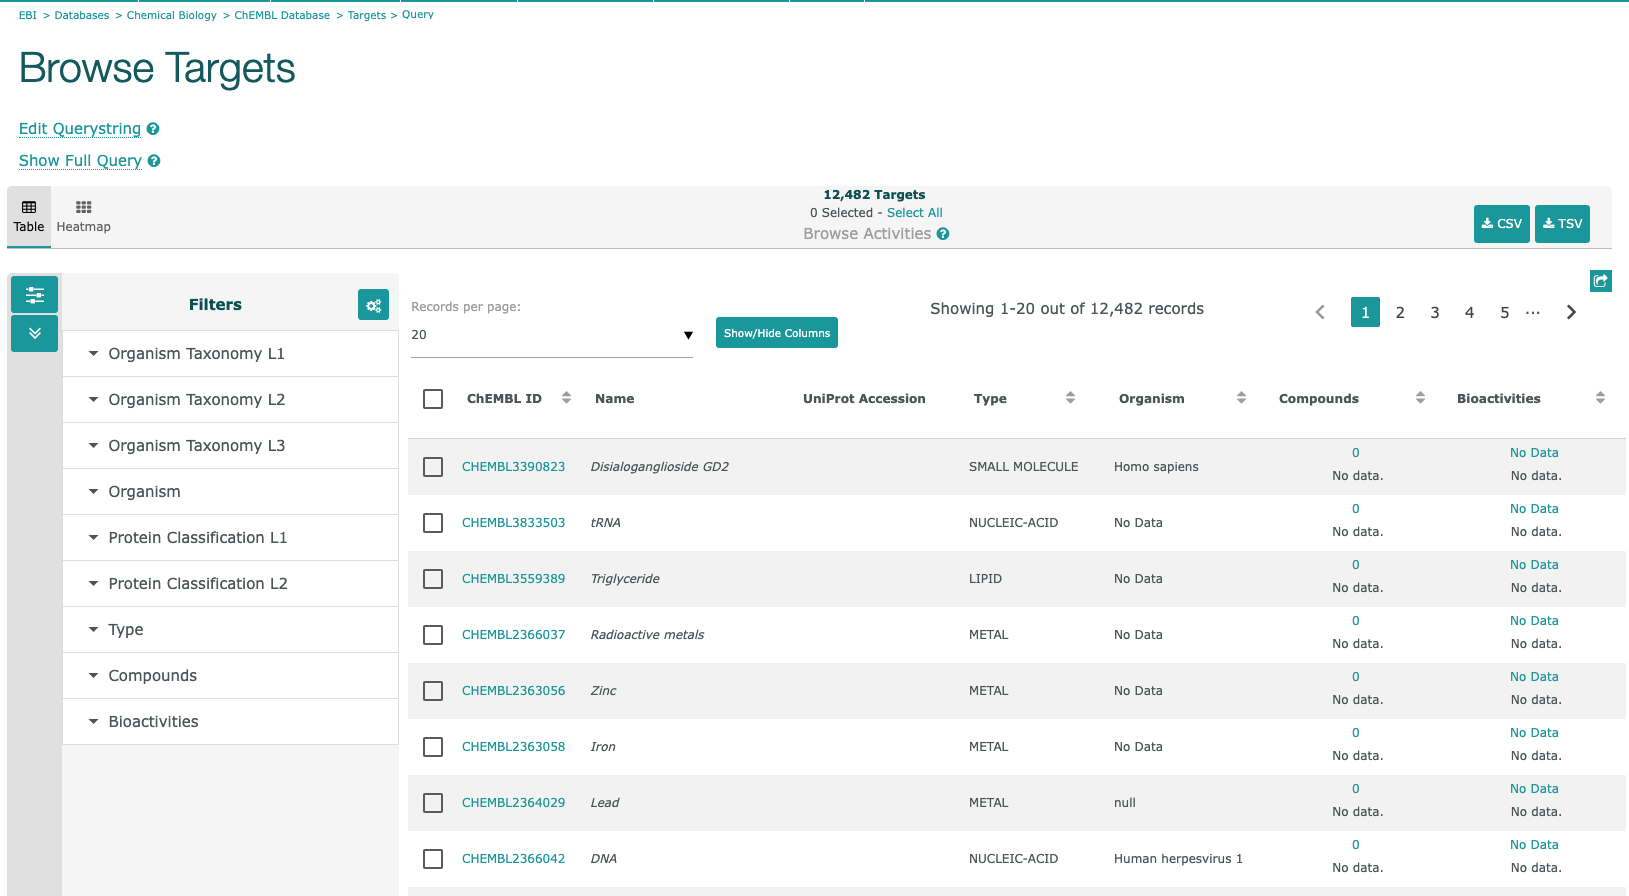 EBI > Databases > Chemical Biology > ChEMBL Database > Targets > Query
Browse Targets
Edit Querystring ?
Show Full Query ?
Table
Heatmap
12,482 Targets
0 Selected - Select All
Browse Activities ?
CSV
TSV
Filters
Organism Taxonomy L1
Organism Taxonomy L2
Organism Taxonomy L3
Organism
Protein Classification L1
Protein Classification L2
Type
Compounds
Bioactivities
Records per page:
20
Show/Hide Columns
Showing 1-20 out of 12,482 records
1 2 3 4 5 ...
ChEMBL ID Name UniProt Accession Type Organism Compounds Bioactivities
CHEMBL3390823 Disialoganglioside GD2 SMALL MOLECULE Homo sapiens 0 No Data
No data. No data.
CHEMBL3833503 tRNA NUCLEIC-ACID No Data 0 No Data
No data. No data.
CHEMBL3559389 Triglyceride LIPID No Data 0 No Data
No data. No data.
CHEMBL2366037 Radioactive metals METAL No Data 0 No Data
No data. No data.
CHEMBL2363056 Zinc METAL No Data 0 No Data
No data. No data.
CHEMBL2363058 Iron METAL No Data 0 No Data
No data. No data.
CHEMBL2364029 Lead METAL null 0 No Data
No data. No data.
CHEMBL2366042 DNA NUCLEIC-ACID Human herpesvirus 1 0 No Data
No data. No data.